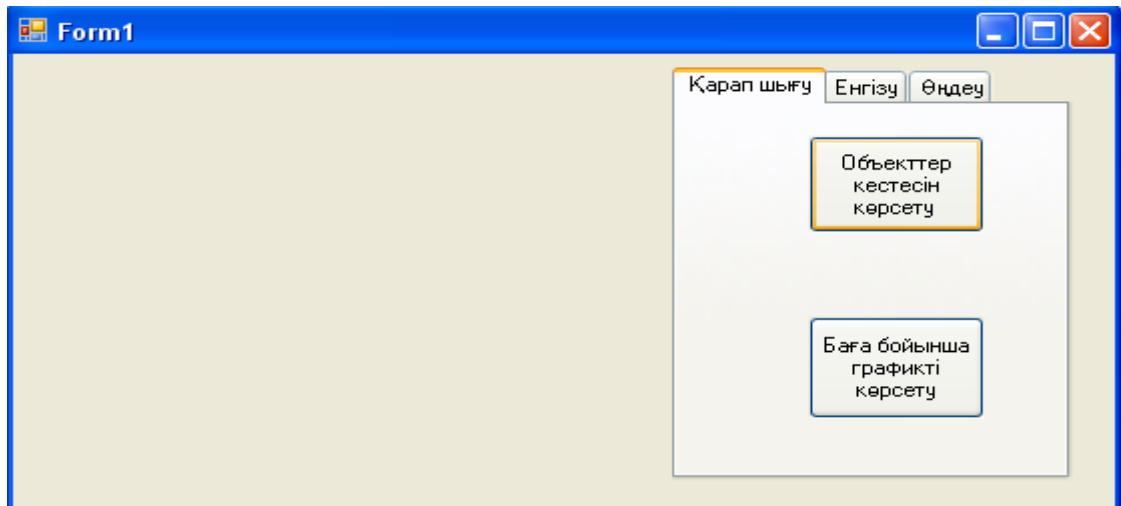 Form1
Қарап шығу Енгізу Өңдеу
Объекттер
кестесін
көрсету
Баға бойынша
графикті
көрсету